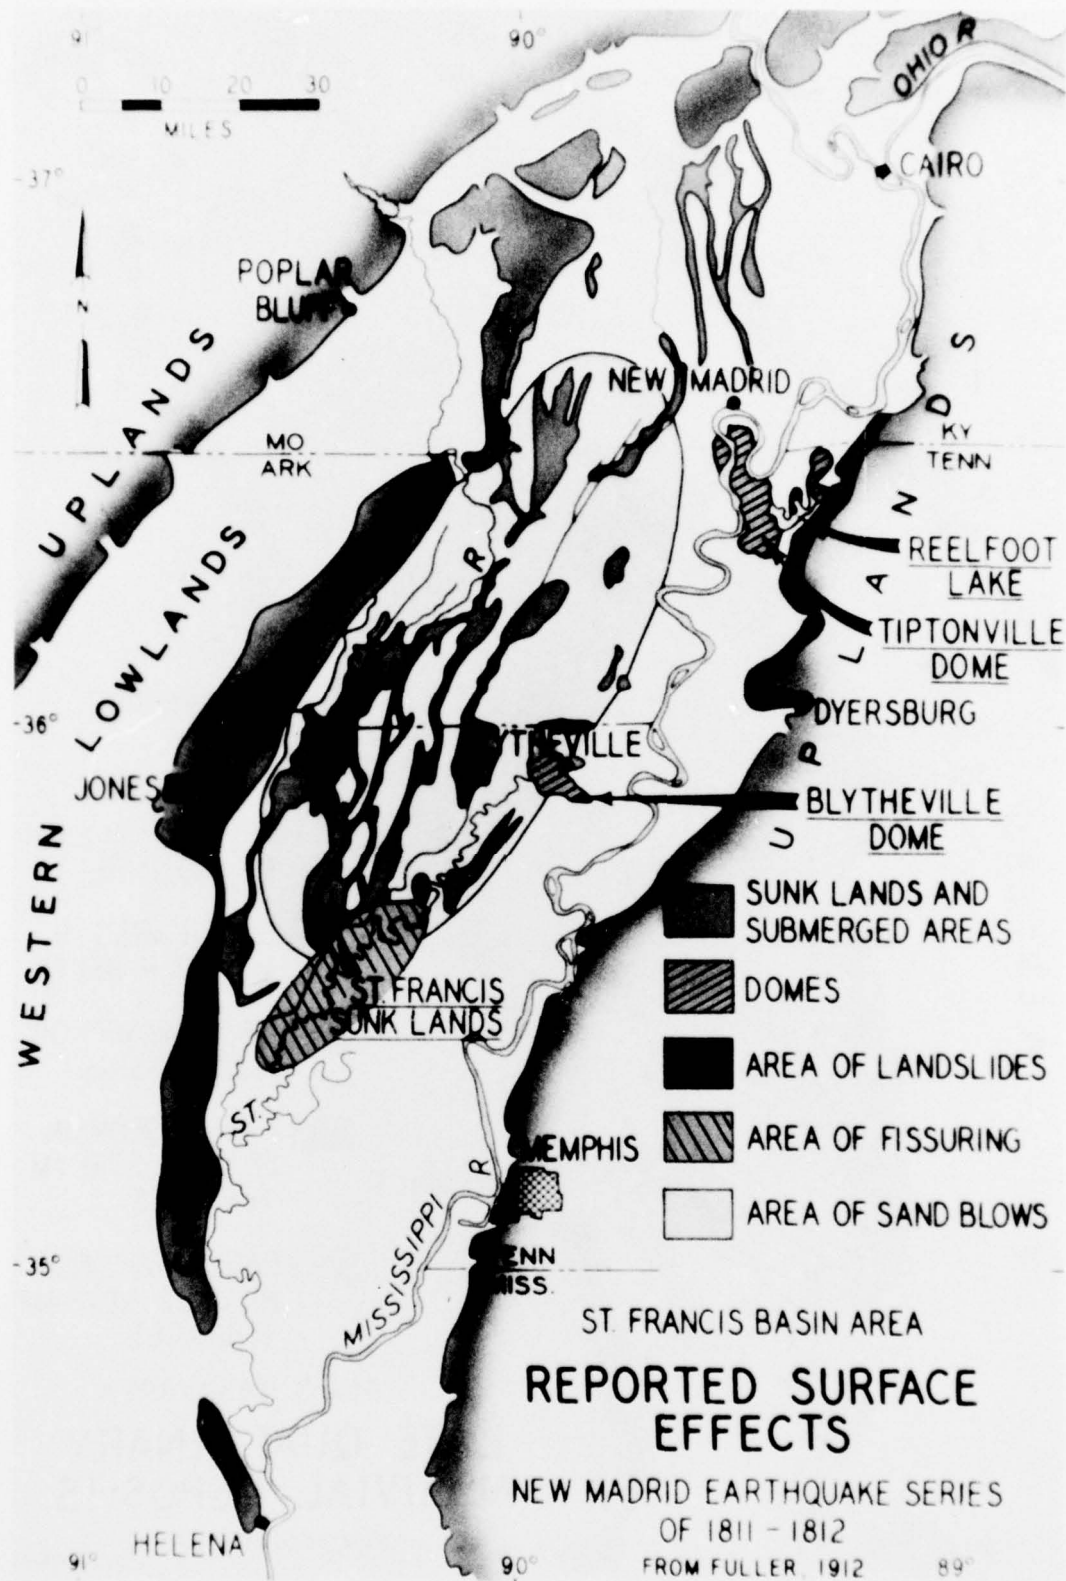 91
90°
OHIO R
0 10 20 30
MILES
CAIRO
-37°
POPLAR
BLUFF
N
UPLANDS
NEW MADRID
MO
ARK
KY
TENN
R
REELFOOT
LAKE
LOWLANDS
TIPTONVILLE
DOME
-36°
DYERSBURG
YTHEVILLE
JONES
BLYTHEVILLE
DOME
UPLANDS
WESTERN
SUNK LANDS AND
SUBMERGED AREAS
DOMES
ST. FRANCIS
SUNK LANDS
AREA OF LANDSLIDES
ST.
AREA OF FISSURING
MEMPHIS
AREA OF SAND BLOWS
MISSISSIPPI R
-35°
TENN
MISS.
ST. FRANCIS BASIN AREA
REPORTED SURFACE
EFFECTS
NEW MADRID EARTHQUAKE SERIES
OF 1811 - 1812
HELENA
91°
90°
FROM FULLER, 1912
89°